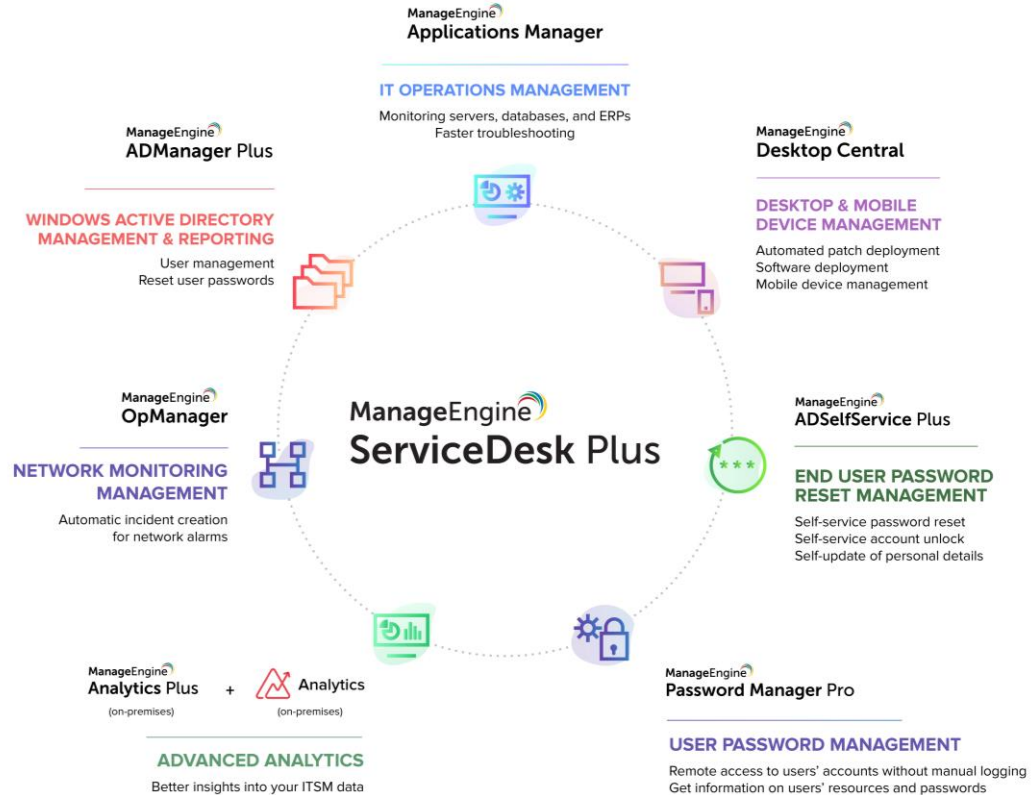 ManageEngine
Applications Manager
IT OPERATIONS MANAGEMENT
Monitoring servers, databases, and ERPs
Faster troubleshooting
ManageEngine
ADManager Plus
WINDOWS ACTIVE DIRECTORY
MANAGEMENT & REPORTING
User management
Reset user passwords
ManageEngine
Desktop Central
DESKTOP & MOBILE
DEVICE MANAGEMENT
Automated patch deployment
Software deployment
Mobile device management
ManageEngine
OpManager
NETWORK MONITORING
MANAGEMENT
Automatic incident creation
for network alarms
ManageEngine
ServiceDesk Plus
ManageEngine
ADSelfService Plus
***
END USER PASSWORD
RESET MANAGEMENT
Self-service password reset
Self-service account unlock
Self-update of personal details
ManageEngine
Analytics Plus
(on-premises)
+
Analytics
(on-premises)
ADVANCED ANALYTICS
Better insights into your ITSM data
ManageEngine
Password Manager Pro
USER PASSWORD MANAGEMENT
Remote access to users' accounts without manual logging
Get information on users' resources and passwords